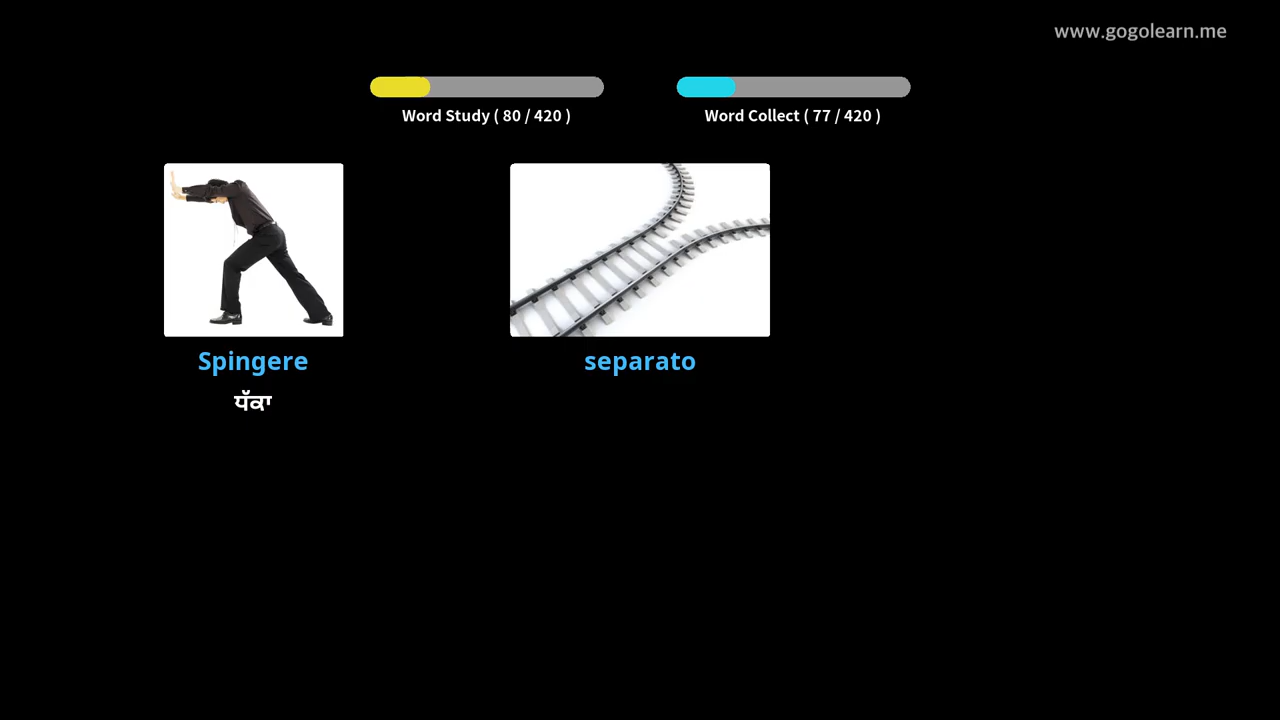 www.gogolearn.me
Word Study ( 80 / 420 )
Word Collect ( 77 / 420 )
Spingere
separato
ਧੱਕਾ